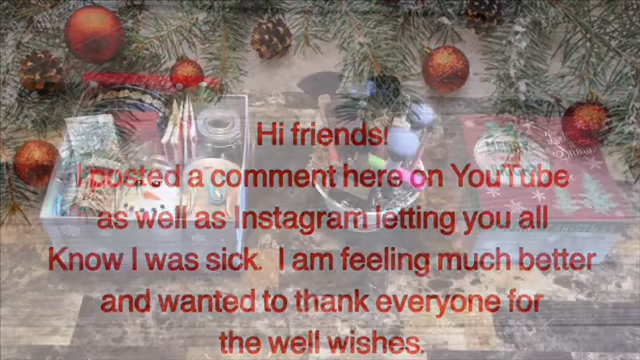 Hi friends!
I posted a comment here on YouTube
as well as Instagram letting you all
Know I was sick. I am feeling much better
and wanted to thank everyone for
the well wishes.